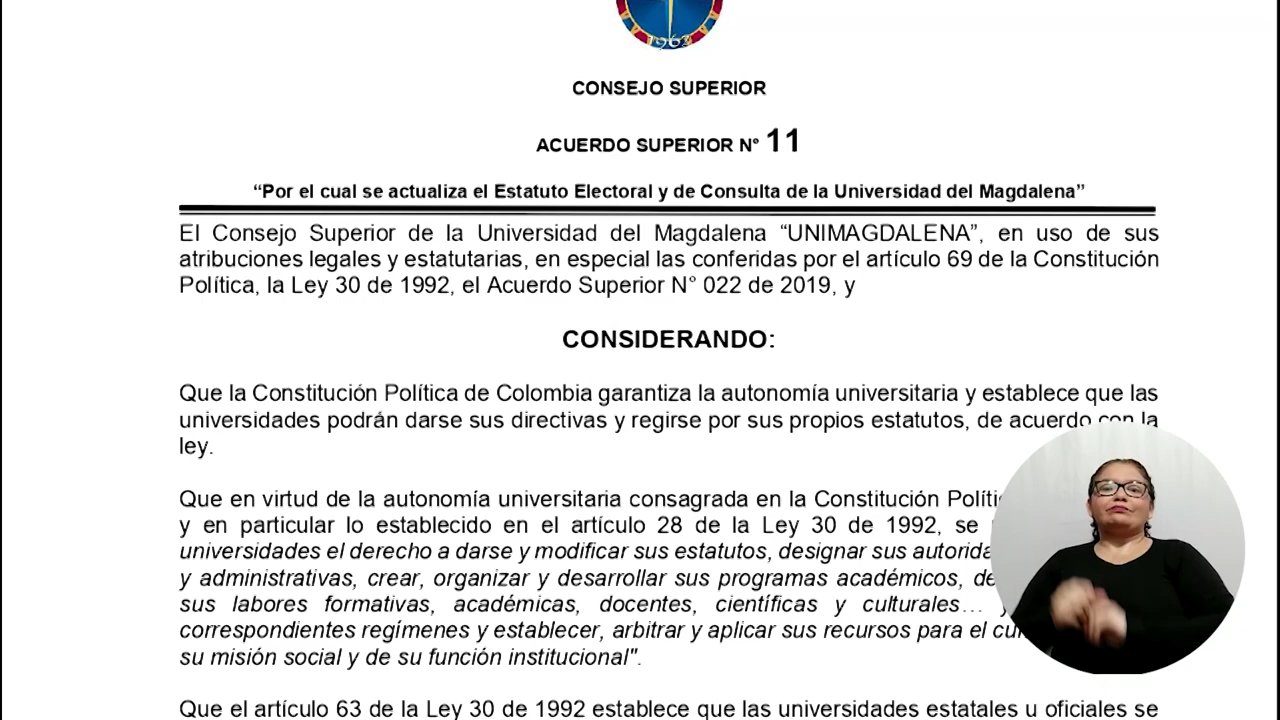 1962
CONSEJO SUPERIOR
ACUERDO SUPERIOR N° 11
“Por el cual se actualiza el Estatuto Electoral y de Consulta de la Universidad del Magdalena”
El Consejo Superior de la Universidad del Magdalena “UNIMAGDALENA”, en uso de sus
atribuciones legales y estatutarias, en especial las conferidas por el artículo 69 de la Constitución
Política, la Ley 30 de 1992, el Acuerdo Superior N° 022 de 2019, y
CONSIDERANDO:
Que la Constitución Política de Colombia garantiza la autonomía universitaria y establece que las
universidades podrán darse sus directivas y regirse por sus propios estatutos, de acuerdo con la
ley.
Que en virtud de la autonomía universitaria consagrada en la Constitución
y en particular lo establecido en el artículo 28 de la Ley 30 de 1992, se
universidades el derecho a darse y modificar sus estatutos, designar sus
y administrativas, crear, organizar y desarrollar sus programas académicos,
sus labores formativas, académicas, docentes, científicas y culturales…
correspondientes regímenes y establecer, arbitrar y aplicar sus recursos para el
su misión social y de su función institucional".
Que el artículo 63 de la Ley 30 de 1992 establece que las universidades estatales u oficiales se